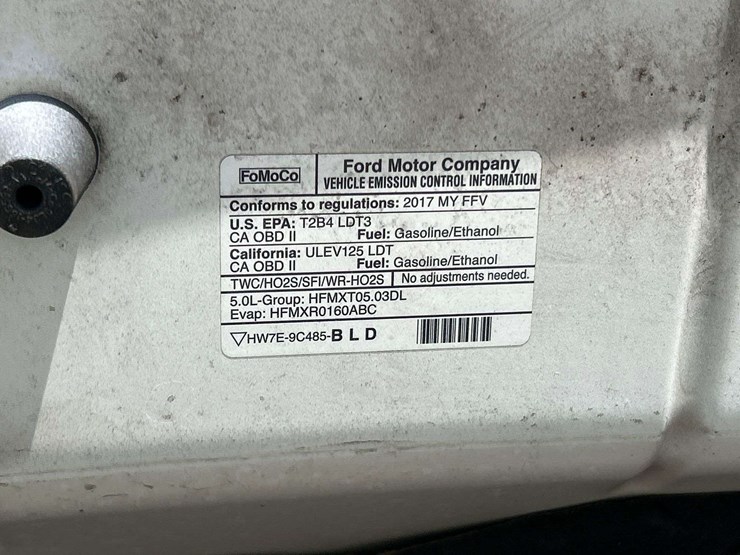 FoMoCo
Ford Motor Company
VEHICLE EMISSION CONTROL INFORMATION
Conforms to regulations: 2017 MY FFV
U.S. EPA: T2B4 LDT3
CA OBD II Fuel: Gasoline/Ethanol
California: ULEV125 LDT
CA OBD II Fuel: Gasoline/Ethanol
TWC/HO2S/SFI/WR-HO2S No adjustments needed.
5.0L-Group: HFMXT05.03DL
Evap: HFMXR0160ABC
HW7E-9C485-B L D